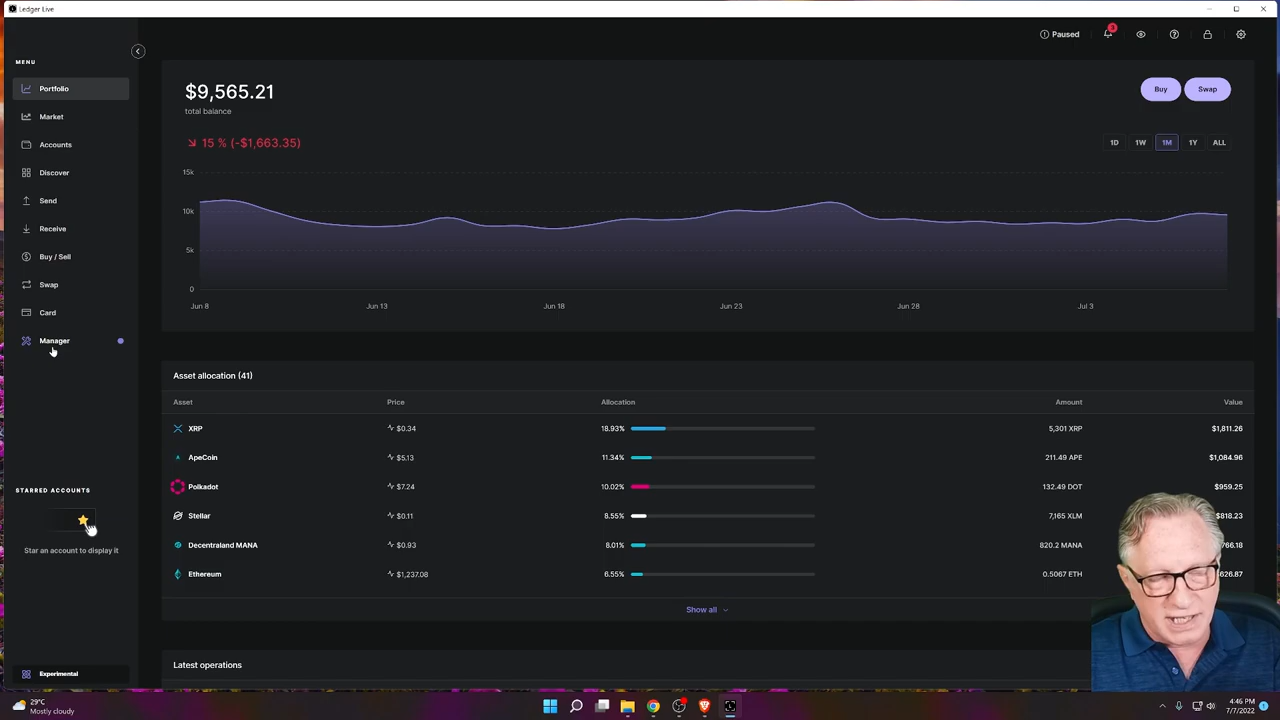 Ledger Live
MENU
Portfolio
Market
Accounts
Discover
Send
Receive
Buy / Sell
Swap
Card
Manager
STARRED ACCOUNTS
Star an account to display it
Experimental
Paused
3
$9,565.21
total balance
Buy
Swap
15 % (-$1,663.35)
1D 1W 1M 1Y ALL
15k
10k
5k
0
Jun 8 Jun 13 Jun 18 Jun 23 Jun 28 Jul 3
Asset allocation (41)
Asset Price Allocation Amount Value
XRP $0.34 18.93% 5,301 XRP $1,811.26
ApeCoin $5.13 11.34% 211.49 APE $1,084.96
Polkadot $7.24 10.02% 132.49 DOT $959.25
Stellar $0.11 8.55% 7,165 XLM $818.23
Decentraland MANA $0.93 8.01% 820.2 MANA
Ethereum $1,237.08 6.55% 0.5067 ETH
Show all
Latest operations
29°C
Mostly cloudy
4:46 PM
7/7/2022
1